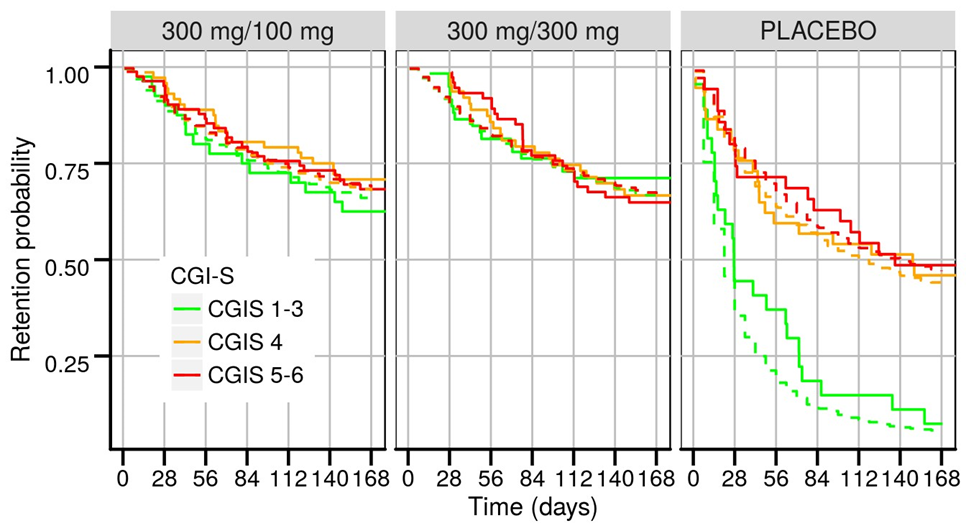 300 mg/100 mg
300 mg/300 mg
PLACEBO
Retention probability
1.00
0.75
0.50
0.25
CGI-S
CGIS 1-3
CGIS 4
CGIS 5-6
0 28 56 84 112 140 168
0 28 56 84 112 140 168
0 28 56 84 112 140 168
Time (days)